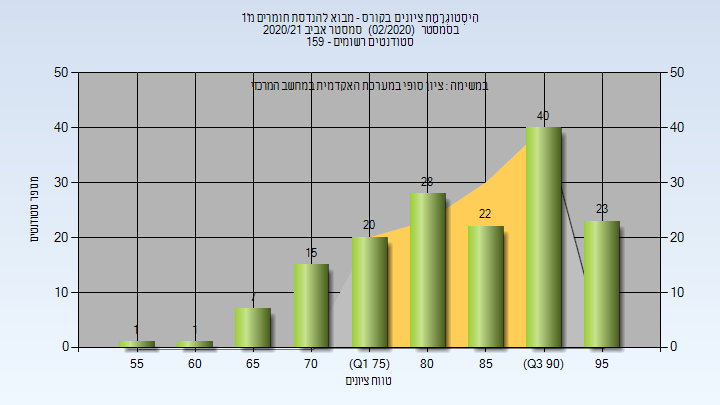 היסטוגרמת ציונים בקורס - מבוא להנדסת חומרים מ'1
בסמסטר (02/2020) סמסטר אביב 2020/21
סטודנטים רשומים - 159
במשימה : ציון סופי במערכת האקדמית במחשב המרכזי
מספר סטודנטים
50 50
40 40
30 30
20 20
10 10
0 0
1 1 7 15 20 28 22 40 23
55 60 65 70 (Q1 75) 80 85 (Q3 90) 95
טווח ציונים